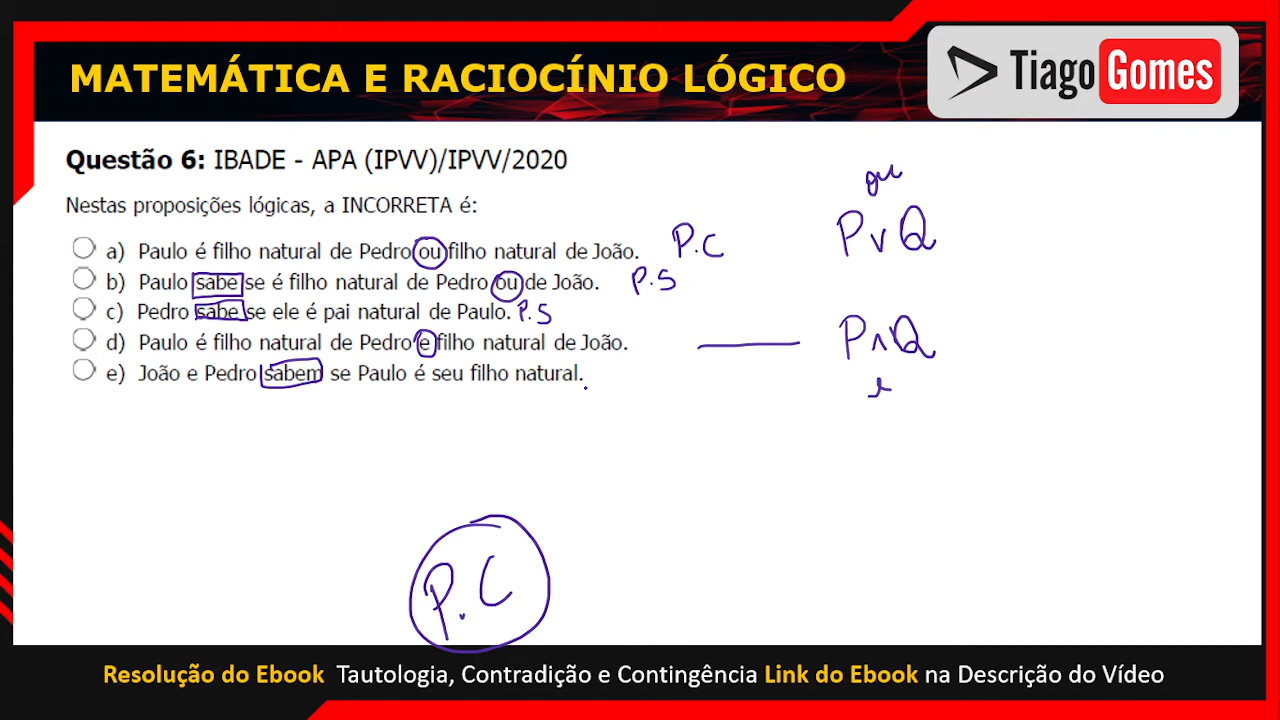 MATEMÁTICA E RACIOCÍNIO LÓGICO
Tiago Gomes
Questão 6: IBADE - APA (IPVV)/IPVV/2020
Nestas proposições lógicas, a INCORRETA é:
a) Paulo é filho natural de Pedro ou filho natural de João. P.C
b) Paulo sabe se é filho natural de Pedro ou de João. P.S
c) Pedro sabe se ele é pai natural de Paulo. P.S
d) Paulo é filho natural de Pedro e filho natural de João.
e) João e Pedro sabem se Paulo é seu filho natural.
ou
P v Q
P ∧ Q
e
P.C
Resolução do Ebook Tautologia, Contradição e Contingência Link do Ebook na Descrição do Vídeo